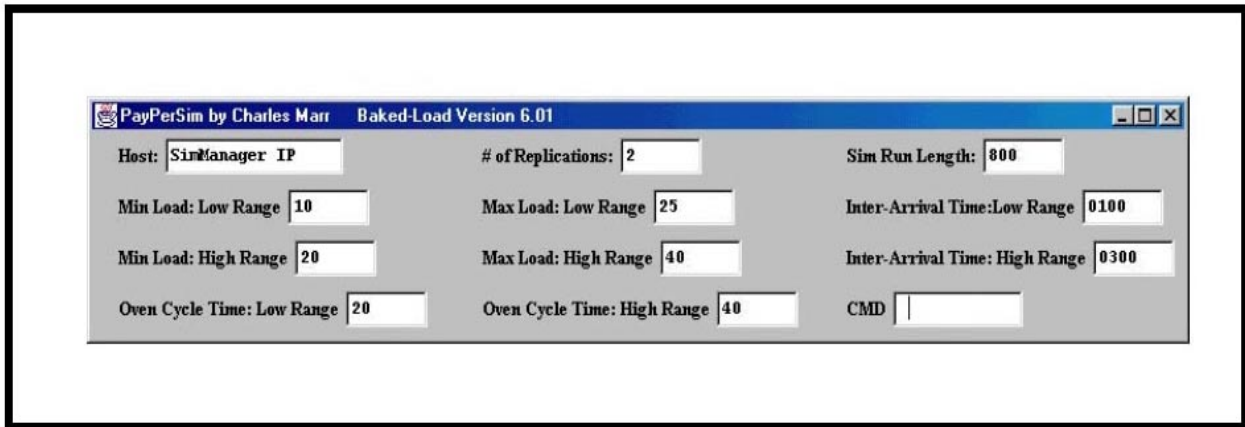 PayPerSim by Charles Marr Baked-Load Version 6.01
Host: SimManager IP # of Replications: 2 Sim Run Length: 800
Min Load: Low Range 10 Max Load: Low Range 25 Inter-Arrival Time:Low Range 0100
Min Load: High Range 20 Max Load: High Range 40 Inter-Arrival Time: High Range 0300
Oven Cycle Time: Low Range 20 Oven Cycle Time: High Range 40 CMD